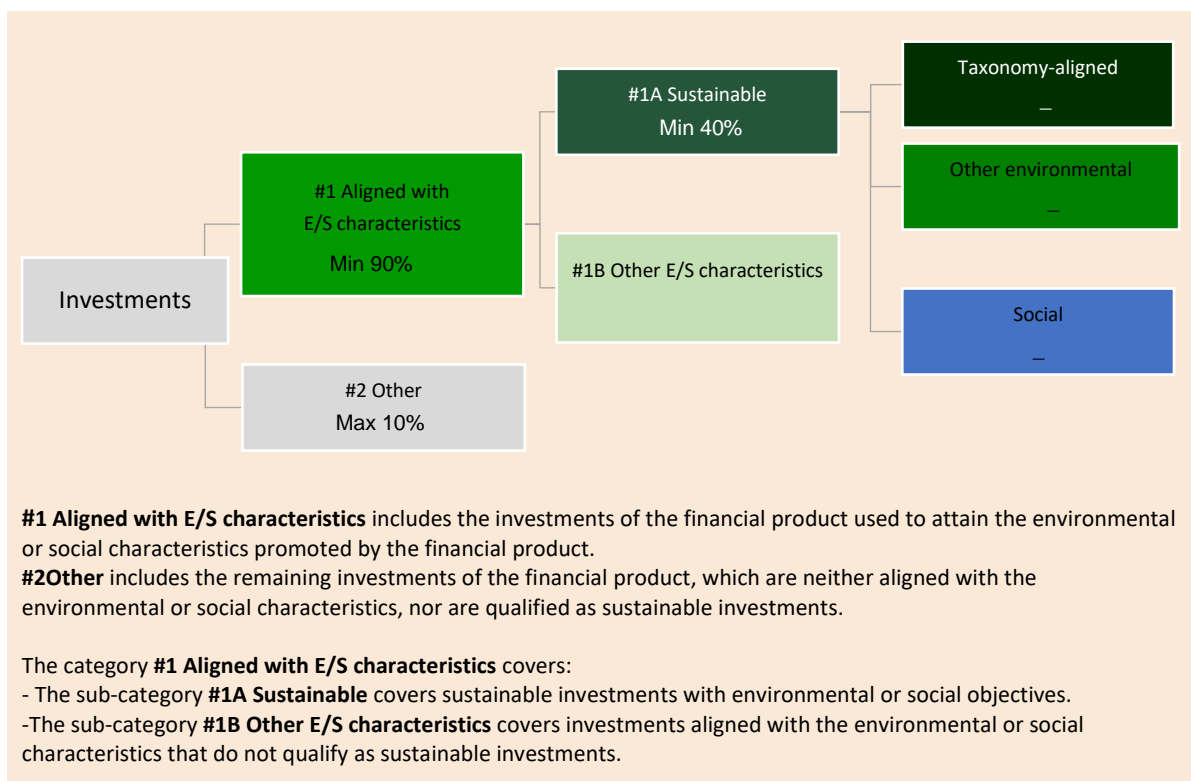 Taxonomy-aligned
_
#1A Sustainable
Min 40%
Other environmental
_
#1 Aligned with
E/S characteristics
Min 90%
#1B Other E/S characteristics
Investments
Social
_
#2 Other
Max 10%
#1 Aligned with E/S characteristics includes the investments of the financial product used to attain the environmental
or social characteristics promoted by the financial product.
#2Other includes the remaining investments of the financial product, which are neither aligned with the
environmental or social characteristics, nor are qualified as sustainable investments.
The category #1 Aligned with E/S characteristics covers:
- The sub-category #1A Sustainable covers sustainable investments with environmental or social objectives.
-The sub-category #1B Other E/S characteristics covers investments aligned with the environmental or social
characteristics that do not qualify as sustainable investments.